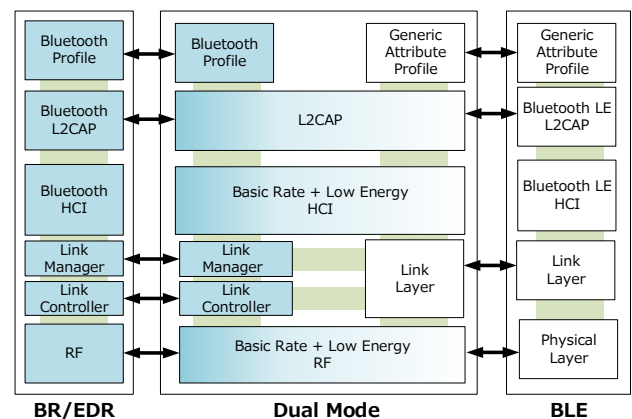 Bluetooth
Profile
Bluetooth
L2CAP
Bluetooth
HCI
Link
Manager
Link
Controller
RF
BR/EDR
Bluetooth
Profile
Generic
Attribute
Profile
L2CAP
Basic Rate + Low Energy
HCI
Link
Manager
Link
Controller
Link
Layer
Basic Rate + Low Energy
RF
Dual Mode
Generic
Attribute
Profile
Bluetooth LE
L2CAP
Bluetooth LE
HCI
Link
Layer
Physical
Layer
BLE